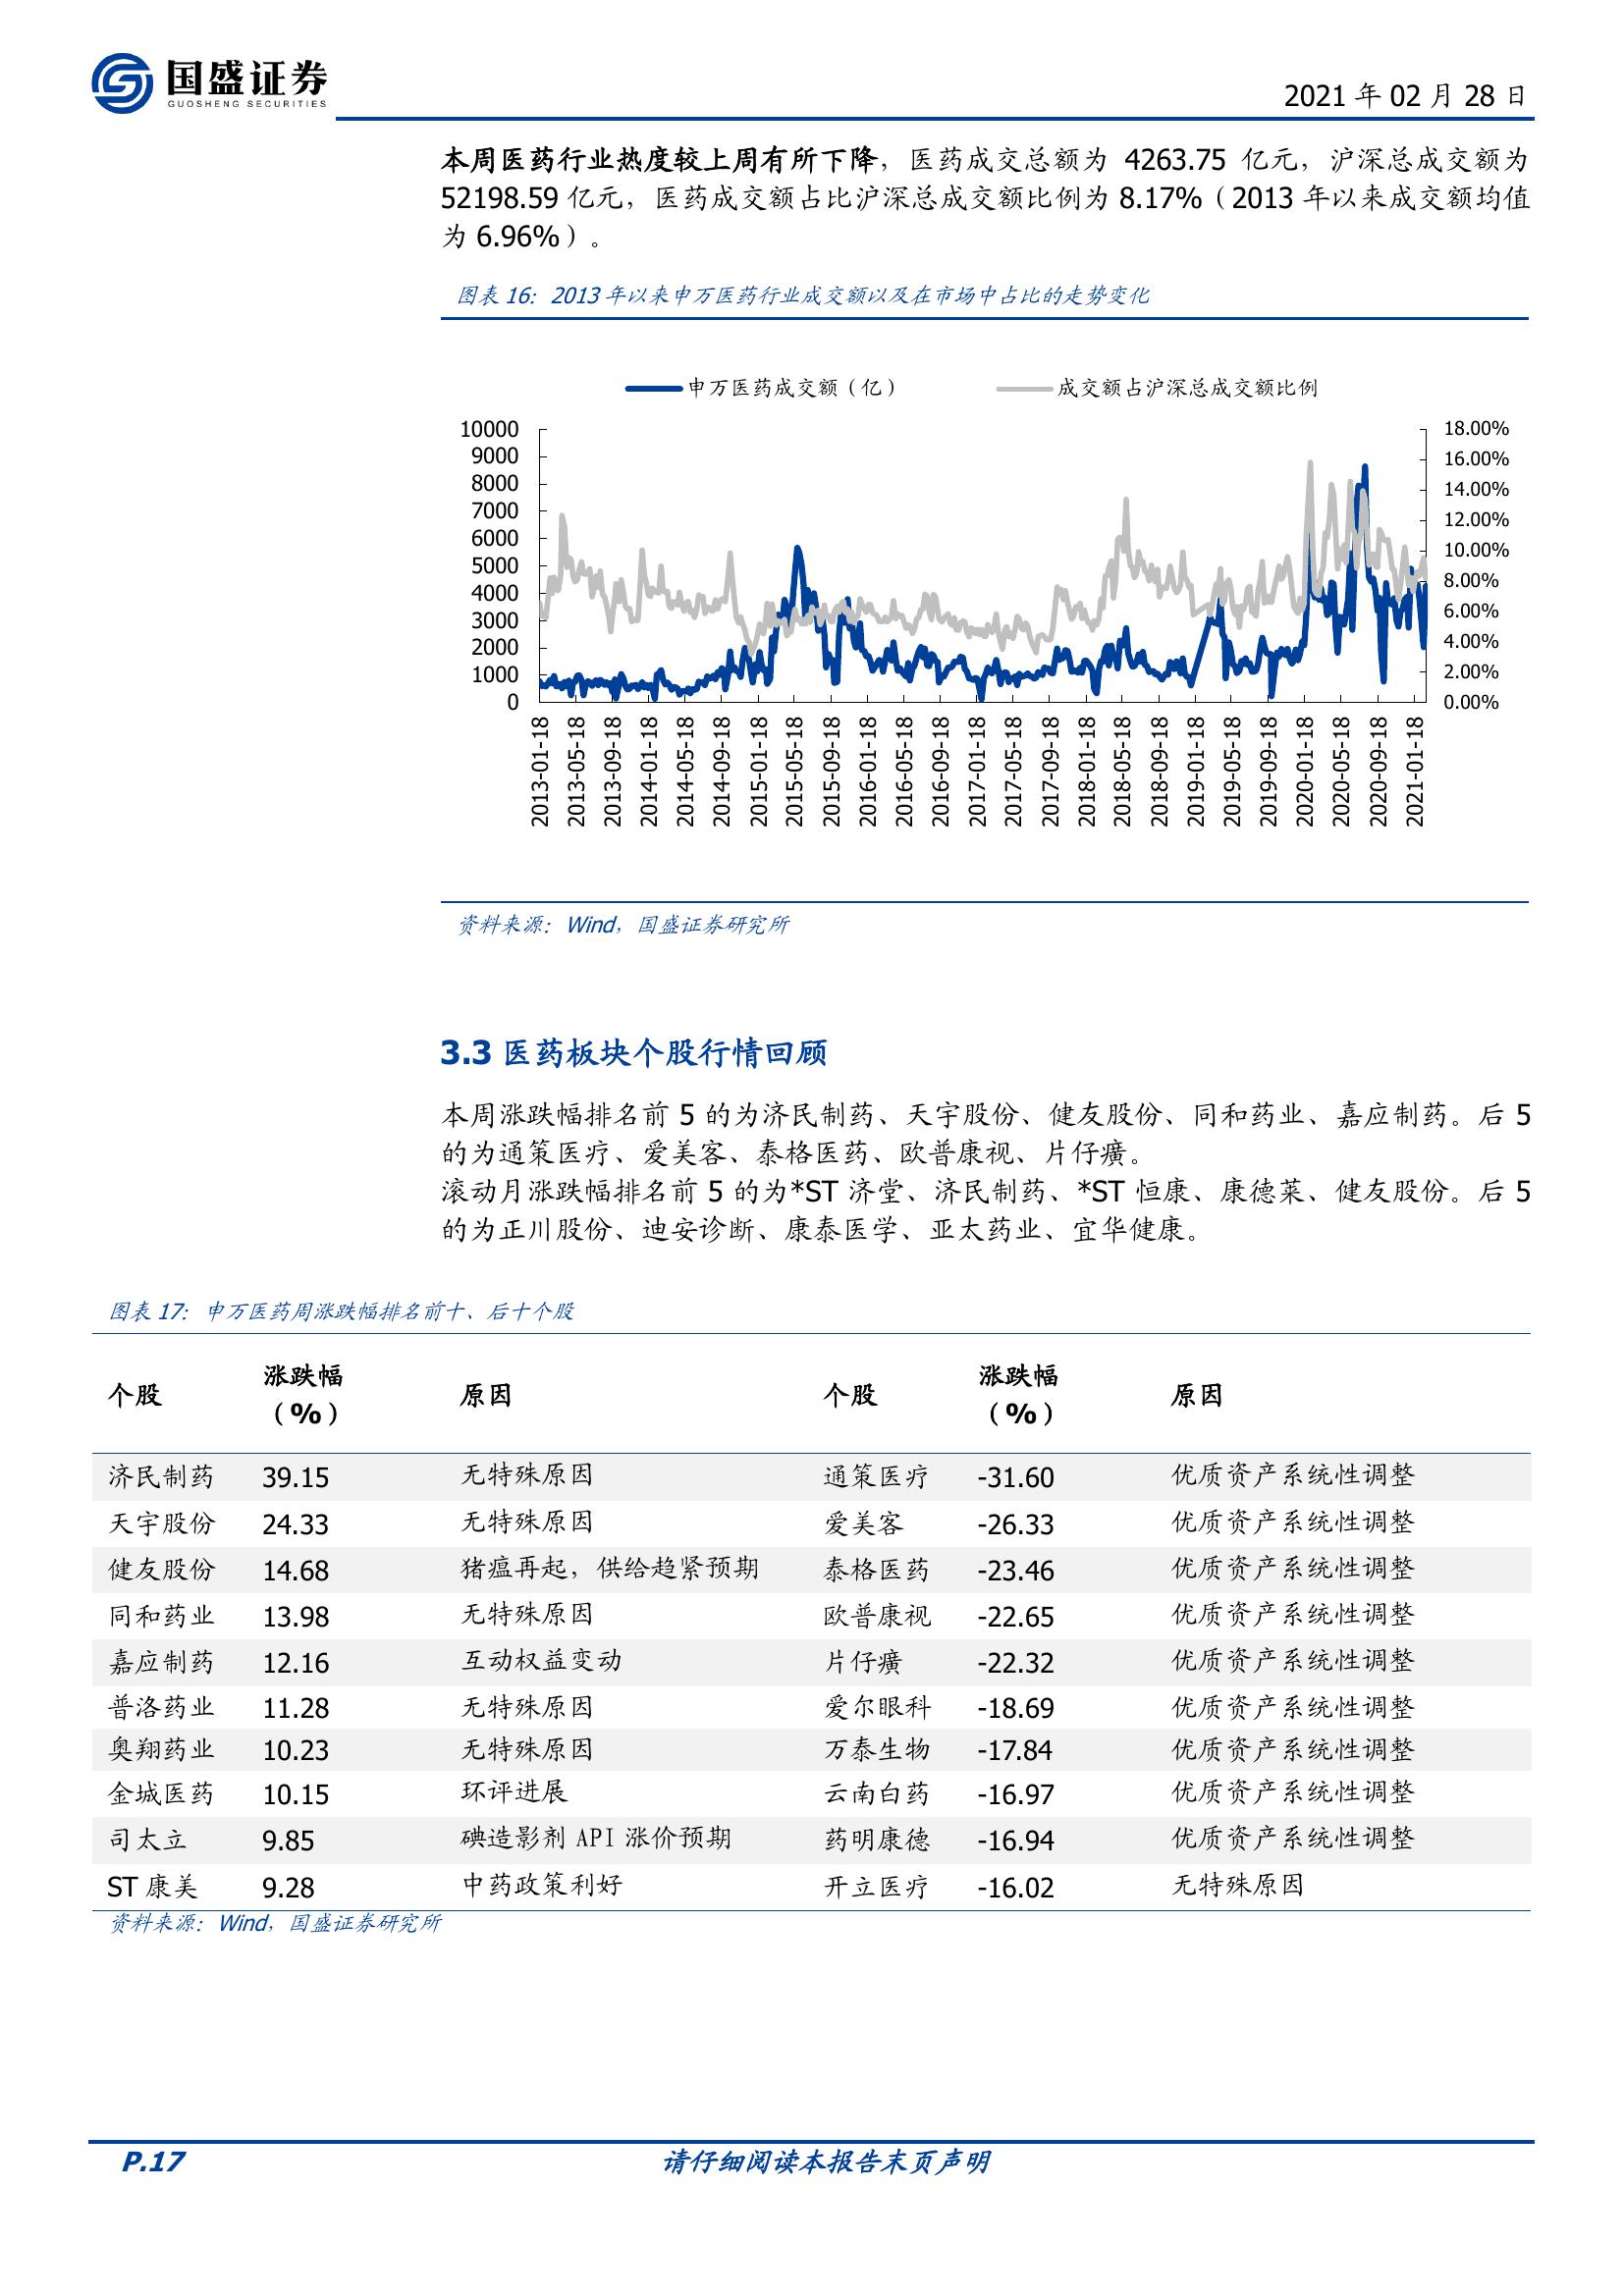 国盛证券
GUOSHENG SECURITIES
2021 年 02 月 28 日
本周医药行业热度较上周有所下降，医药成交总额为 4263.75 亿元，沪深总成交额为
52198.59 亿元，医药成交额占比沪深总成交额比例为 8.17%（2013 年以来成交额均值
为 6.96%）。
图表 16：2013 年以来申万医药行业成交额以及在市场中占比的走势变化
申万医药成交额（亿） 成交额占沪深总成交额比例
10000 18.00%
9000 16.00%
8000 14.00%
7000 12.00%
6000 10.00%
5000 8.00%
4000 6.00%
3000 4.00%
2000 2.00%
1000 0.00%
0
2013-01-18
2013-05-18
2013-09-18
2014-01-18
2014-05-18
2014-09-18
2015-01-18
2015-05-18
2015-09-18
2016-01-18
2016-05-18
2016-09-18
2017-01-18
2017-05-18
2017-09-18
2018-01-18
2018-05-18
2018-09-18
2019-01-18
2019-05-18
2019-09-18
2020-01-18
2020-05-18
2020-09-18
2021-01-18
资料来源：Wind，国盛证券研究所
3.3 医药板块个股行情回顾
本周涨跌幅排名前 5 的为济民制药、天宇股份、健友股份、同和药业、嘉应制药。后 5
的为通策医疗、爱美客、泰格医药、欧普康视、片仔癀。
滚动月涨跌幅排名前 5 的为*ST 济堂、济民制药、*ST 恒康、康德莱、健友股份。后 5
的为正川股份、迪安诊断、康泰医学、亚太药业、宜华健康。
图表 17：申万医药周涨跌幅排名前十、后十个股
个股 涨跌幅（%） 原因 个股 涨跌幅（%） 原因
济民制药 39.15 无特殊原因 通策医疗 -31.60 优质资产系统性调整
天宇股份 24.33 无特殊原因 爱美客 -26.33 优质资产系统性调整
健友股份 14.68 猪瘟再起，供给趋紧预期 泰格医药 -23.46 优质资产系统性调整
同和药业 13.98 无特殊原因 欧普康视 -22.65 优质资产系统性调整
嘉应制药 12.16 互动权益变动 片仔癀 -22.32 优质资产系统性调整
普洛药业 11.28 无特殊原因 爱尔眼科 -18.69 优质资产系统性调整
奥翔药业 10.23 无特殊原因 万泰生物 -17.84 优质资产系统性调整
金城医药 10.15 环评进展 云南白药 -16.97 优质资产系统性调整
司太立 9.85 碘造影剂 API 涨价预期 药明康德 -16.94 优质资产系统性调整
ST 康美 9.28 中药政策利好 开立医疗 -16.02 无特殊原因
资料来源：Wind，国盛证券研究所
P.17 请仔细阅读本报告末页声明